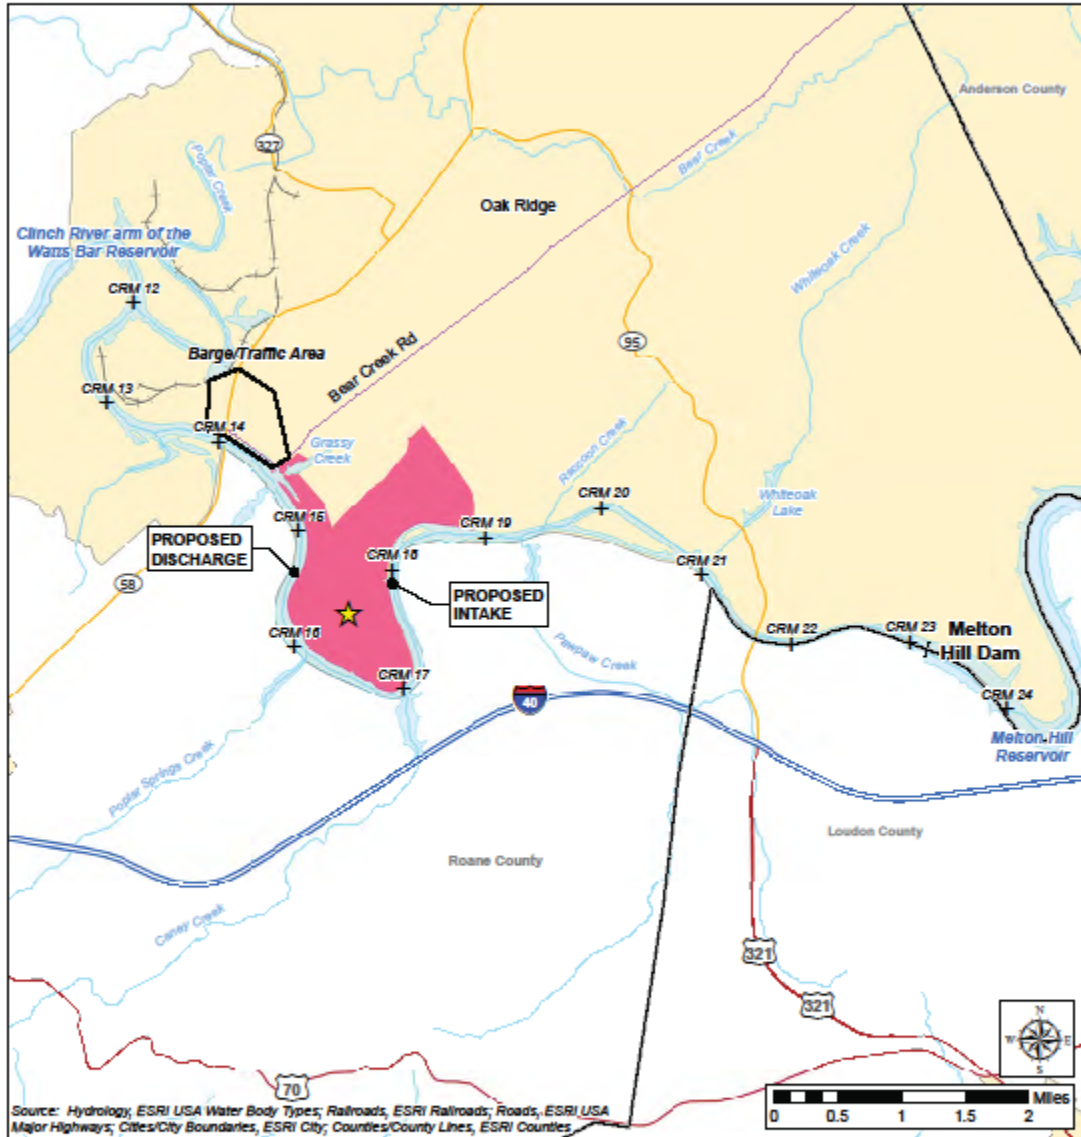 Anderson County
327
Poplar Creek
Bear Creek
Oak Ridge
Clinch River arm of the
Watts Bar Reservoir
Whiteoak Creek
CRM 12
95
Barge/Traffic Area
Bear Creek Rd
CRM 13
CRM 14
Grassy
Creek
Raccoon Creek
CRM 20
Whiteoak
Lake
CRM 15
CRM 19
PROPOSED
DISCHARGE
CRM 18
CRM 21
58
PROPOSED
INTAKE
CRM 16
CRM 22
CRM 23
Melton
Hill Dam
Pawpaw Creek
CRM 17
40
CRM 24
Melton Hill
Reservoir
Poplar Springs Creek
Loudon County
Roane County
Caney Creek
321
321
N
W
E
S
70
Miles
0
0.5
1
1.5
2
Source: Hydrology, ESRI USA Water Body Types; Railroads, ESRI Railroads; Roads, ESRI USA
Major Highways; Cities/City Boundaries, ESRI City; Counties/County Lines, ESRI Counties